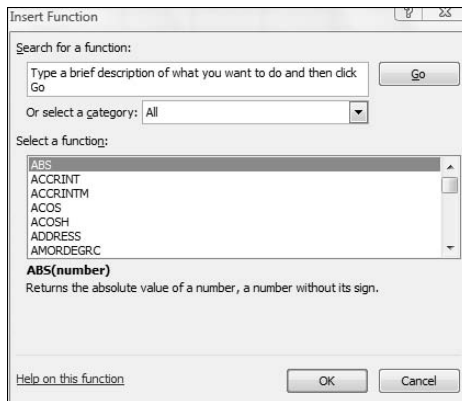 Insert Function
?
Search for a function:
Type a brief description of what you want to do and then click
Go
Go
Or select a category: All
Select a function:
ABS
ACCRINT
ACCRINTM
ACOS
ACOSH
ADDRESS
AMORDEGRC
ABS(number)
Returns the absolute value of a number, a number without its sign.
Help on this function
OK
Cancel